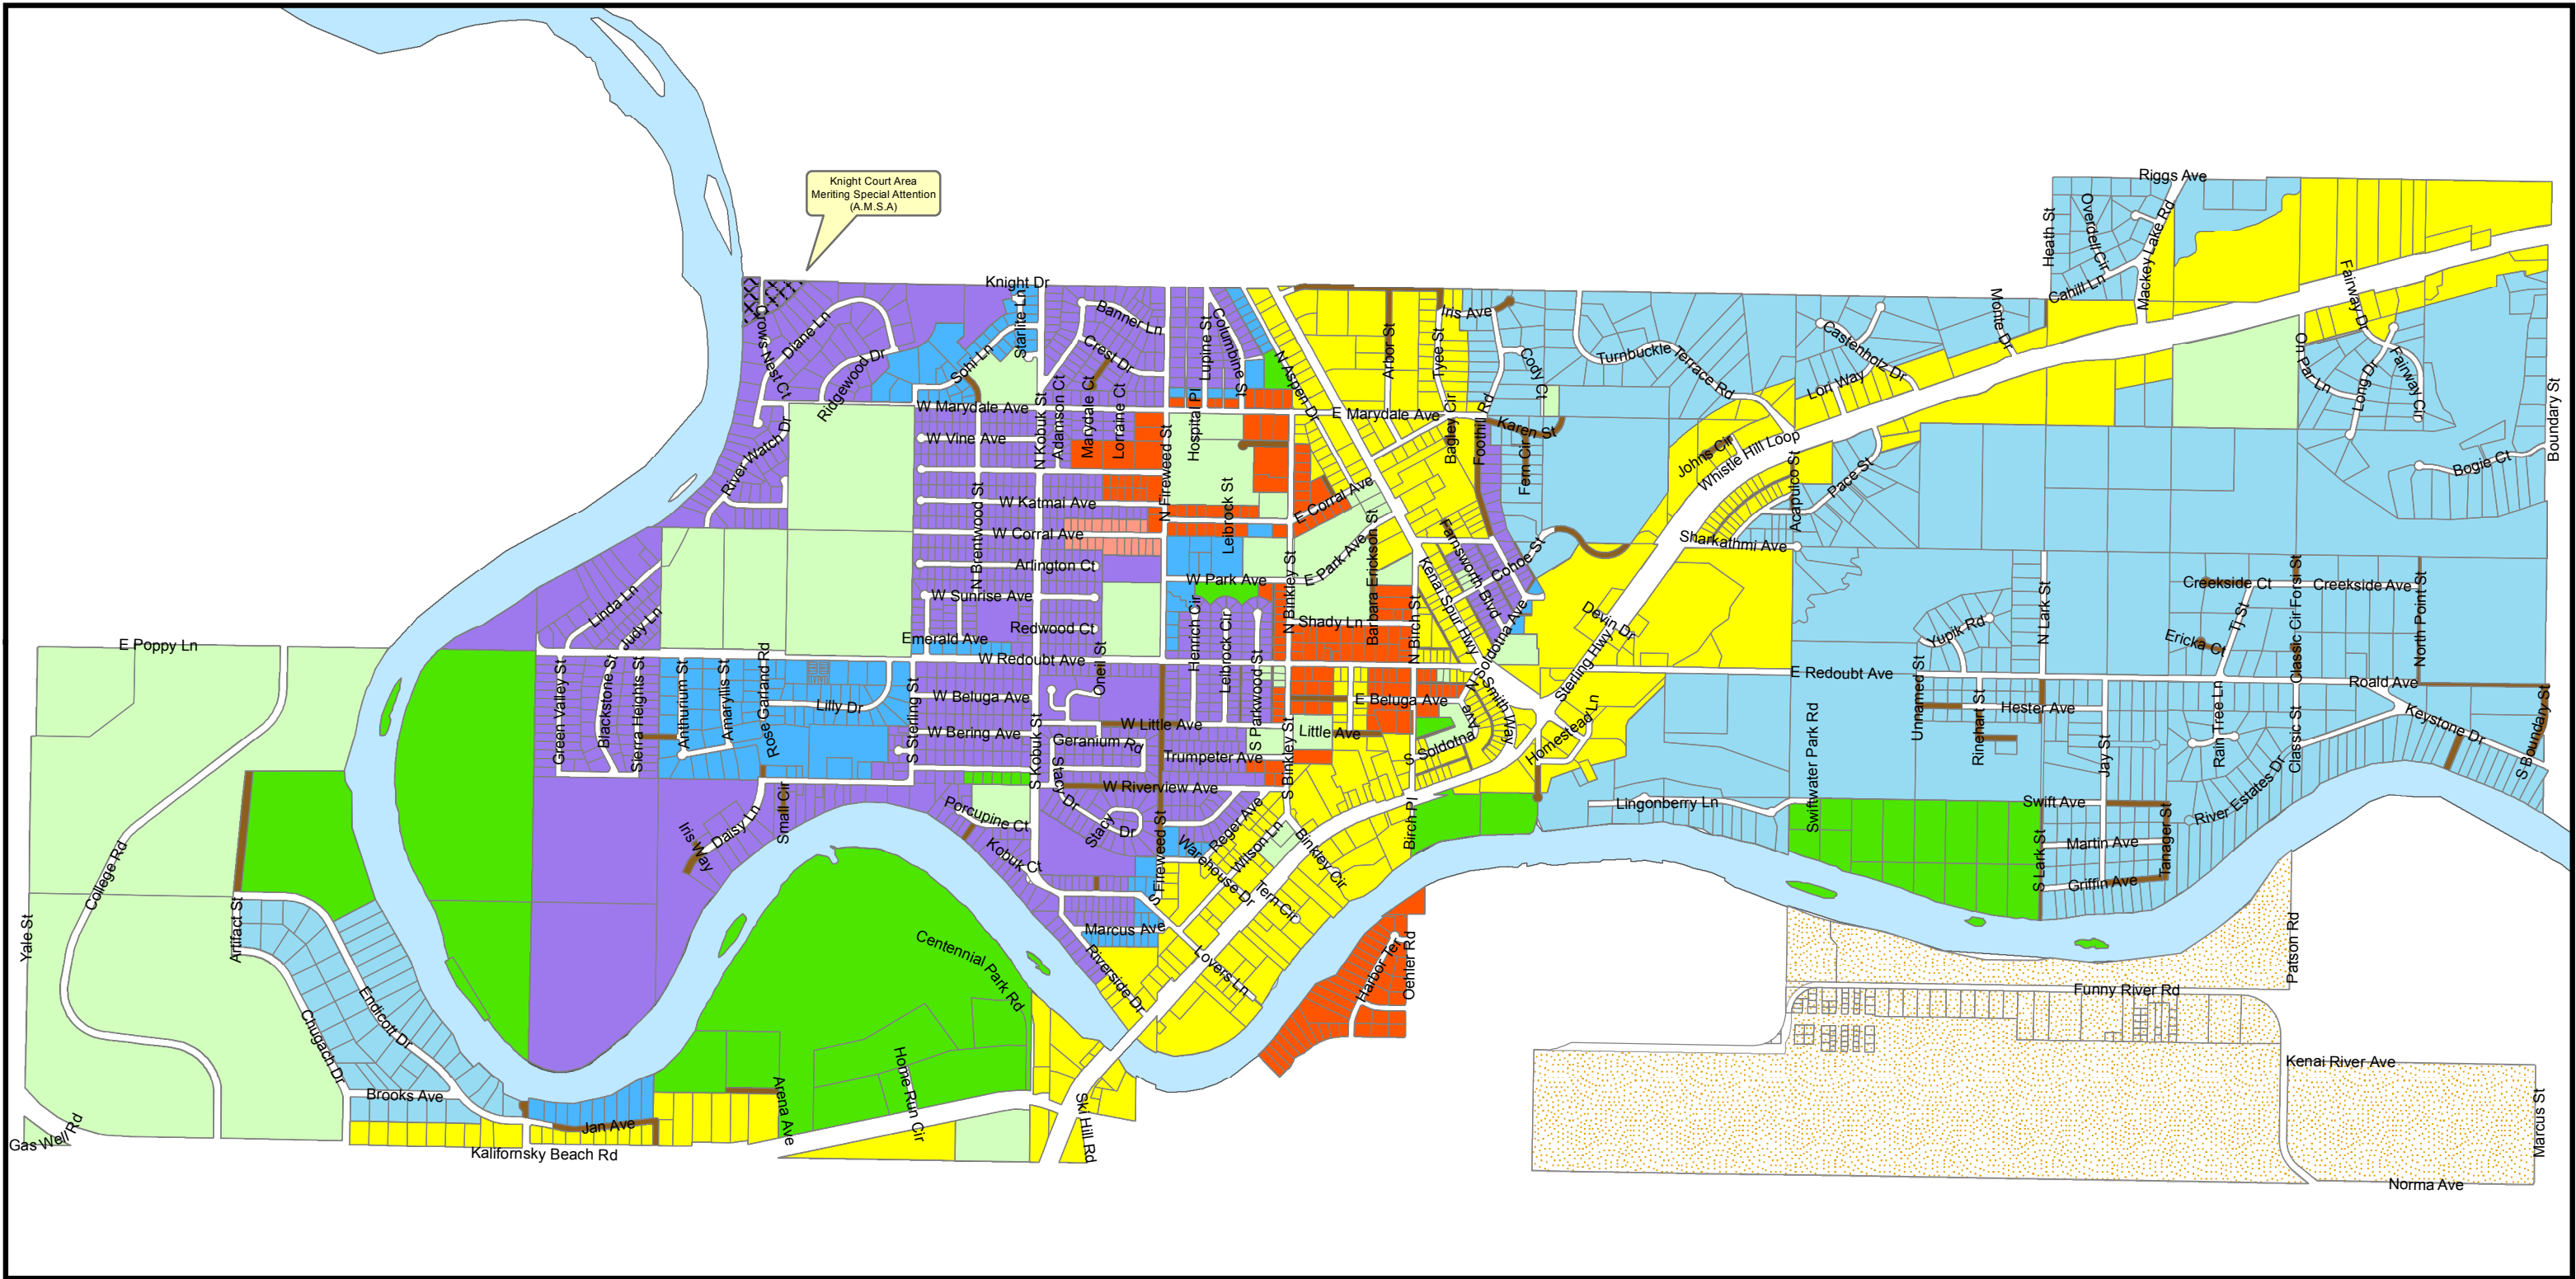 Riggs Ave
Knight Court Area
Meriting Special Attention
(A.M.S.A)
Heath St
Overdell Cir
Mackey Lake Rd
Cahill Ln
Fairway Dr
Knight Dr
Starlite Ln
Banner Ln
Crows Nest Ct
Diane Ln
Ridgewood Dr
Sohi Ln
Crest Dr
Lupine St
Columbine St
N Aspen Dr
Arbor St
Tyee St
Iris Ave
Cody Ct
Turnbuckle Terrace Rd
Castenholz Dr
Monte Dr
Lori Way
On Par Ln
Long Dr
Fairway Cir
Boundary St
W Marydale Ave
N Kobuk St
Adamson Ct
Marydale Ct
Lorraine Ct
Hospital Pl
E Marydale Ave
Bagley Cir
Foothill Rd
Karen St
Fern Cir
Johns Cir
Whistle Hill Loop
Acapulco St
Pace St
Bogie Ct
W Vine Ave
River Watch Dr
N Fireweed St
W Katmai Ave
Leibrock St
E Corral Ave
N Brentwood St
W Corral Ave
Arlington Ct
W Park Ave
E Park Ave
N Binkley St
Barbara Erickson St
Kenai Spur Hwy
Farnsworth Blvd
Cohoe St
Sharkathmi Ave
N Lark St
Creekside Ct
Classic Cir
Forsi St
Creekside Ave
North Point St
Linda Ln
Judy Ln
W Sunrise Ave
Redwood Ct
Emerald Ave
Henrich Cir
Leibrock Cir
Shady Ln
N Birch St
N Soldotna Ave
Devin Dr
Yupik Rd
Tj St
Ericka Ct
E Poppy Ln
W Redoubt Ave
Sterling Hwy
E Redoubt Ave
Roald Ave
Green Valley St
Blackstone St
Sierra Heights St
Anthurium St
Amaryllis St
Rose Garland Rd
Lilly Dr
S Sterling St
W Beluga Ave
Oneil St
W Little Ave
S Parkwood St
E Beluga Ave
Smith Way
Homestead Ln
Unnamed St
Rinehart St
Hester Ave
Jay St
Rain Tree Ln
Classic St
Keystone Dr
S Boundary St
W Bering Ave
S Kobuk St
Geranium Rd
Trumpeter Ave
S Binkley St
Little Ave
S Soldotna Ave
Stacy Dr
W Riverview Ave
Small Cir
Daisy Ln
Iris Way
Porcupine Ct
Kobuk Ct
Stacy Dr
S Fireweed St
Reger Ave
Wilson Ln
Warehouse Dr
Binkley Cir
Birch Pl
Lingonberry Ln
Swiftwater Park Rd
Swift Ave
Martin Ave
Griffin Ave
S Lark St
Tanager St
River Estates Dr
College Rd
Yale St
Artifact St
Tern Cir
Marcus Ave
Riverside Dr
Lovers Ln
Harbor Ter
Oehler Rd
Centennial Park Rd
Patson Rd
Funny River Rd
Endicott Dr
Chugach Dr
Brooks Ave
Jan Ave
Arena Ave
Home Run Cir
Ski Hill Rd
Kalifornsky Beach Rd
Gas Well Rd
Kenai River Ave
Marcus St
Norma Ave